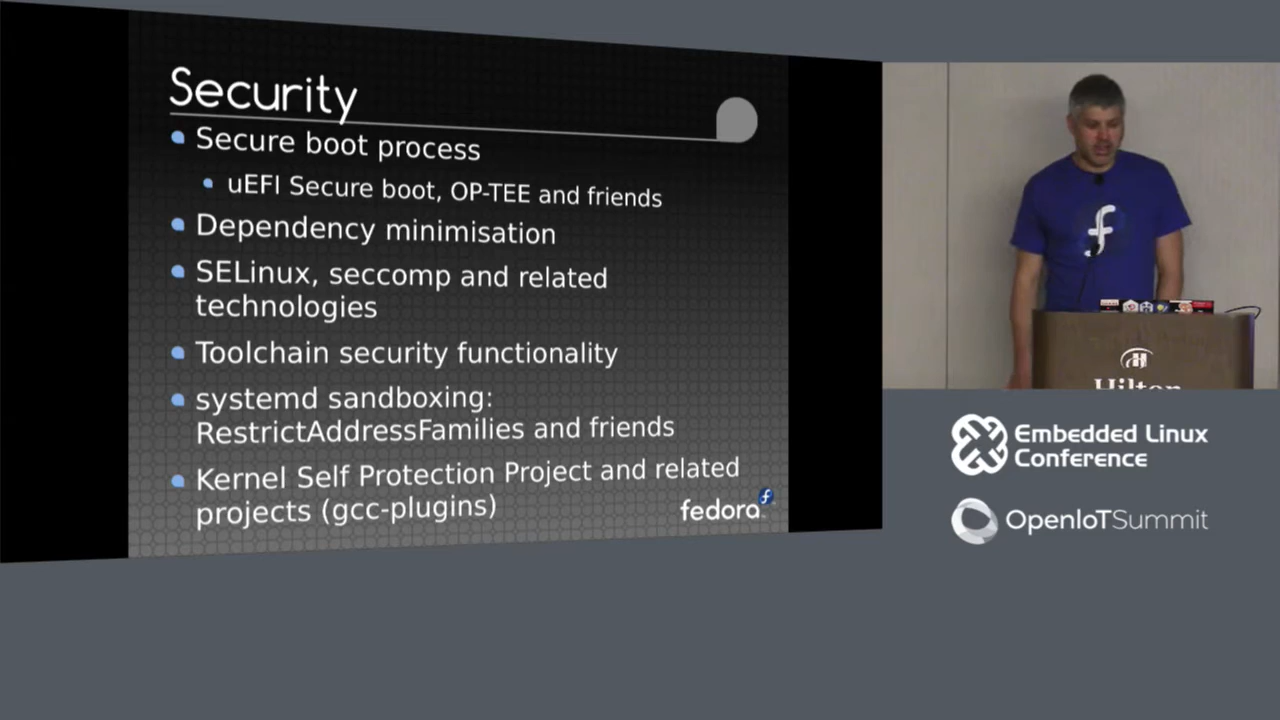 Security
Secure boot process
uEFI Secure boot, OP-TEE and friends
Dependency minimisation
SELinux, seccomp and related
technologies
Toolchain security functionality
systemd sandboxing:
RestrictAddressFamilies and friends
Kernel Self Protection Project and related
projects (gcc-plugins)
fedora
Hilton
Embedded Linux
Conference
OpenIoTSummit